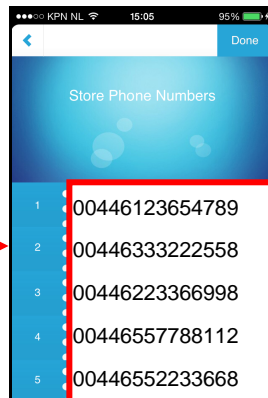 ●●●○○ KPN NL 15:05 95%
Done
Store Phone Numbers
1 00446123654789
2 00446333222558
3 00446223366998
4 00446557788112
5 00446552233668